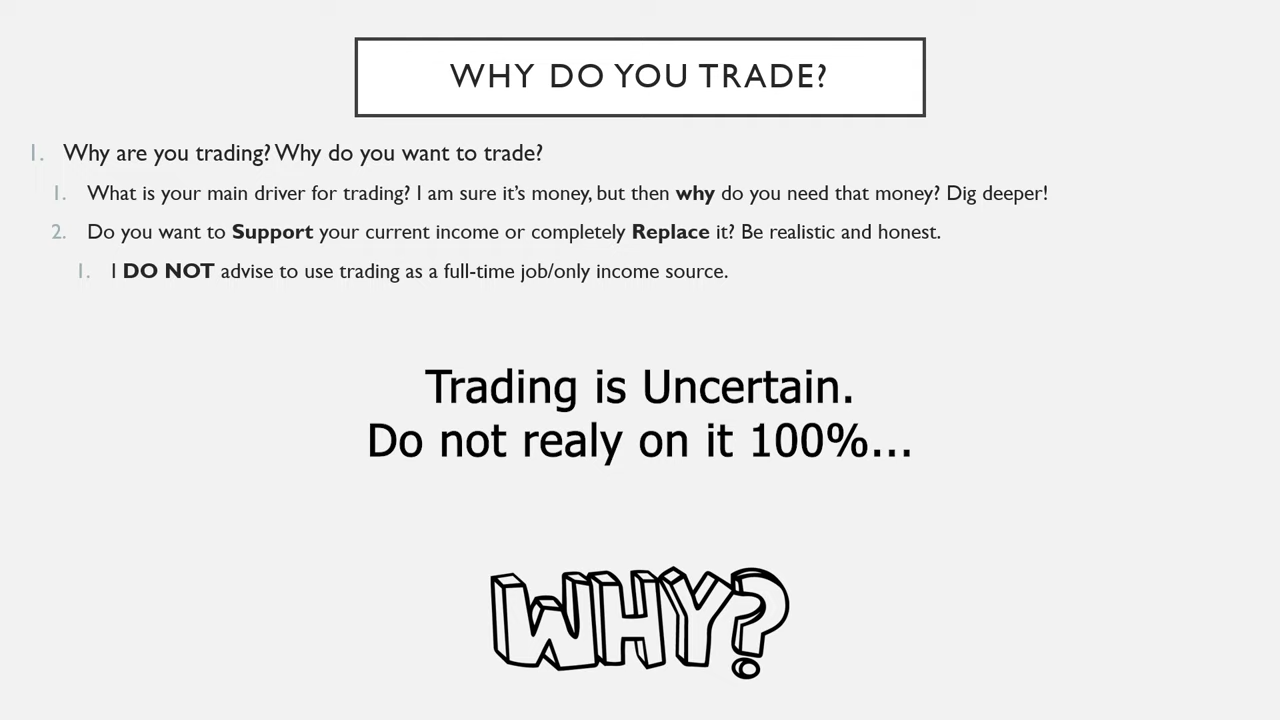 WHY DO YOU TRADE?
1. Why are you trading? Why do you want to trade?
1. What is your main driver for trading? I am sure it's money, but then why do you need that money? Dig deeper!
2. Do you want to Support your current income or completely Replace it? Be realistic and honest.
1. I DO NOT advise to use trading as a full-time job/only income source.
Trading is Uncertain.
Do not realy on it 100%...
WHY?